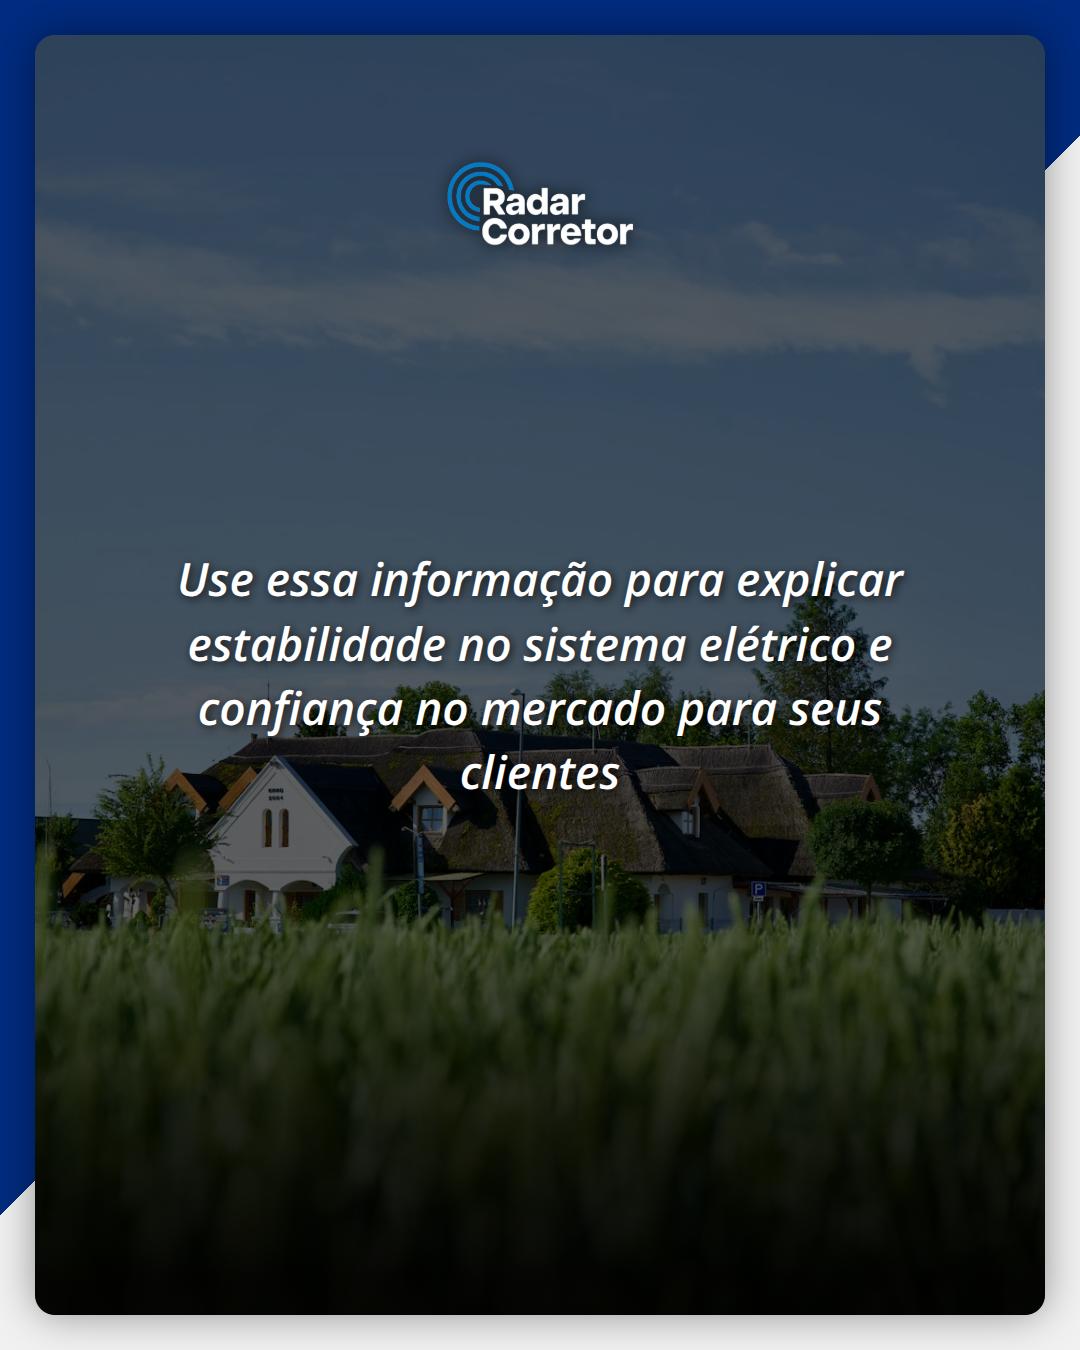 Radar
Corretor
Use essa informação para explicar
estabilidade no sistema elétrico e
confiança no mercado para seus
clientes
P